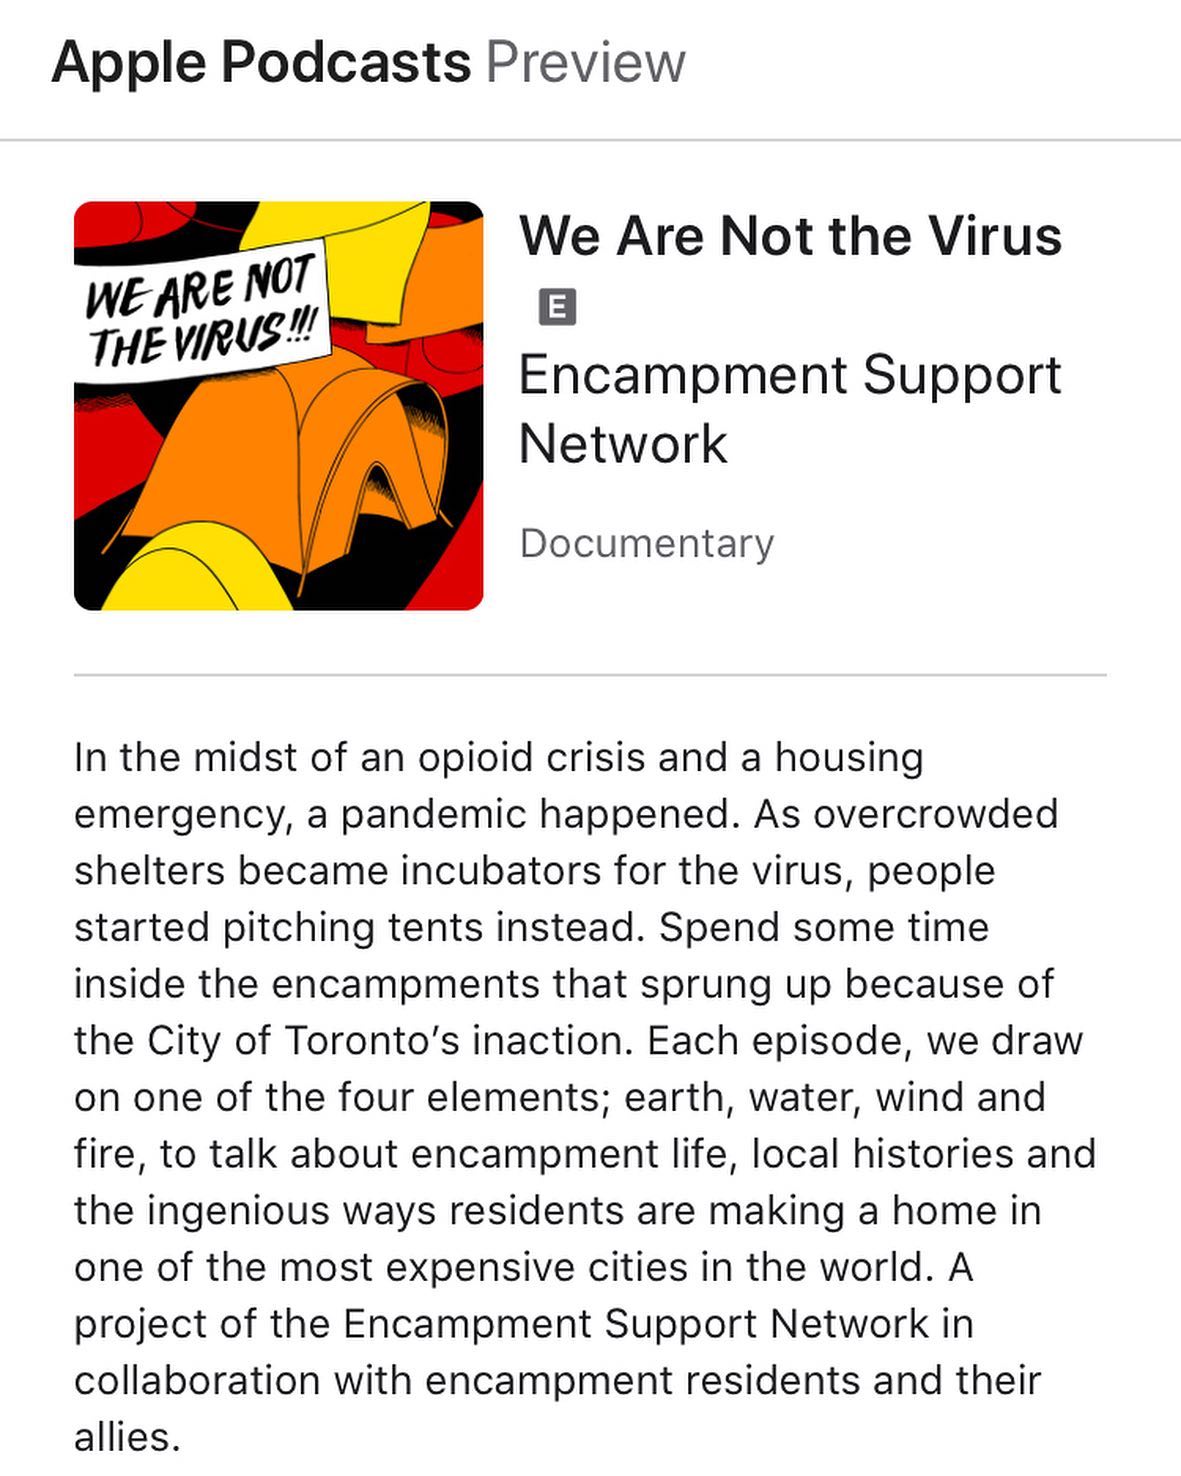 Apple Podcasts Preview
WE ARE NOT
THE VIRUS!!!
We Are Not the Virus
E
Encampment Support
Network
Documentary
In the midst of an opioid crisis and a housing
emergency, a pandemic happened. As overcrowded
shelters became incubators for the virus, people
started pitching tents instead. Spend some time
inside the encampments that sprung up because of
the City of Toronto’s inaction. Each episode, we draw
on one of the four elements; earth, water, wind and
fire, to talk about encampment life, local histories and
the ingenious ways residents are making a home in
one of the most expensive cities in the world. A
project of the Encampment Support Network in
collaboration with encampment residents and their
allies.